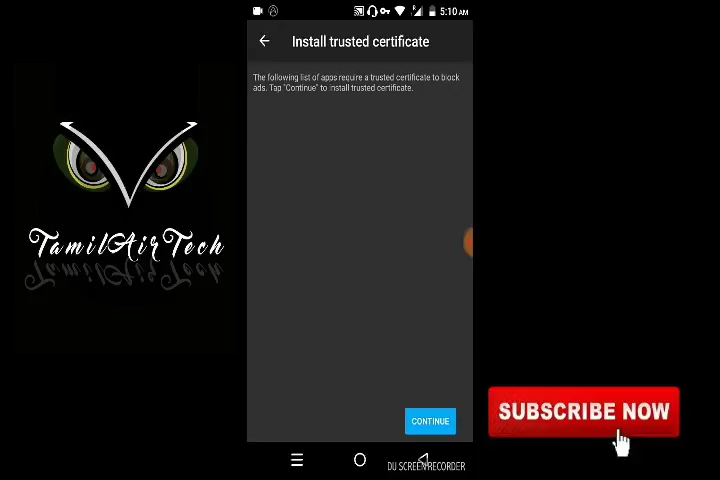 5:10 AM
Install trusted certificate
The following list of apps require a trusted certificate to block
ads. Tap "Continue" to install trusted certificate.
TamilAirTech
TamilAirTech
SUBSCRIBE NOW
CONTINUE
DU SCREEN RECORDER